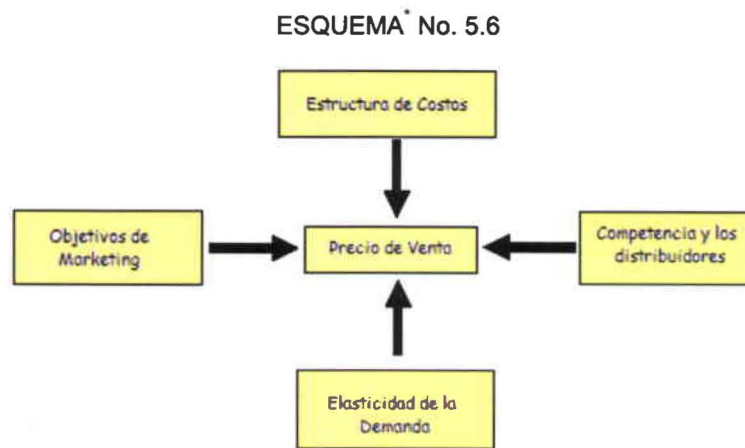 ESQUEMA No. 5.6
Estructura de Costos
Objetivos de
Marketing
Precio de Venta
Competencia y los
distribuidores
Elasticidad de la
Demanda